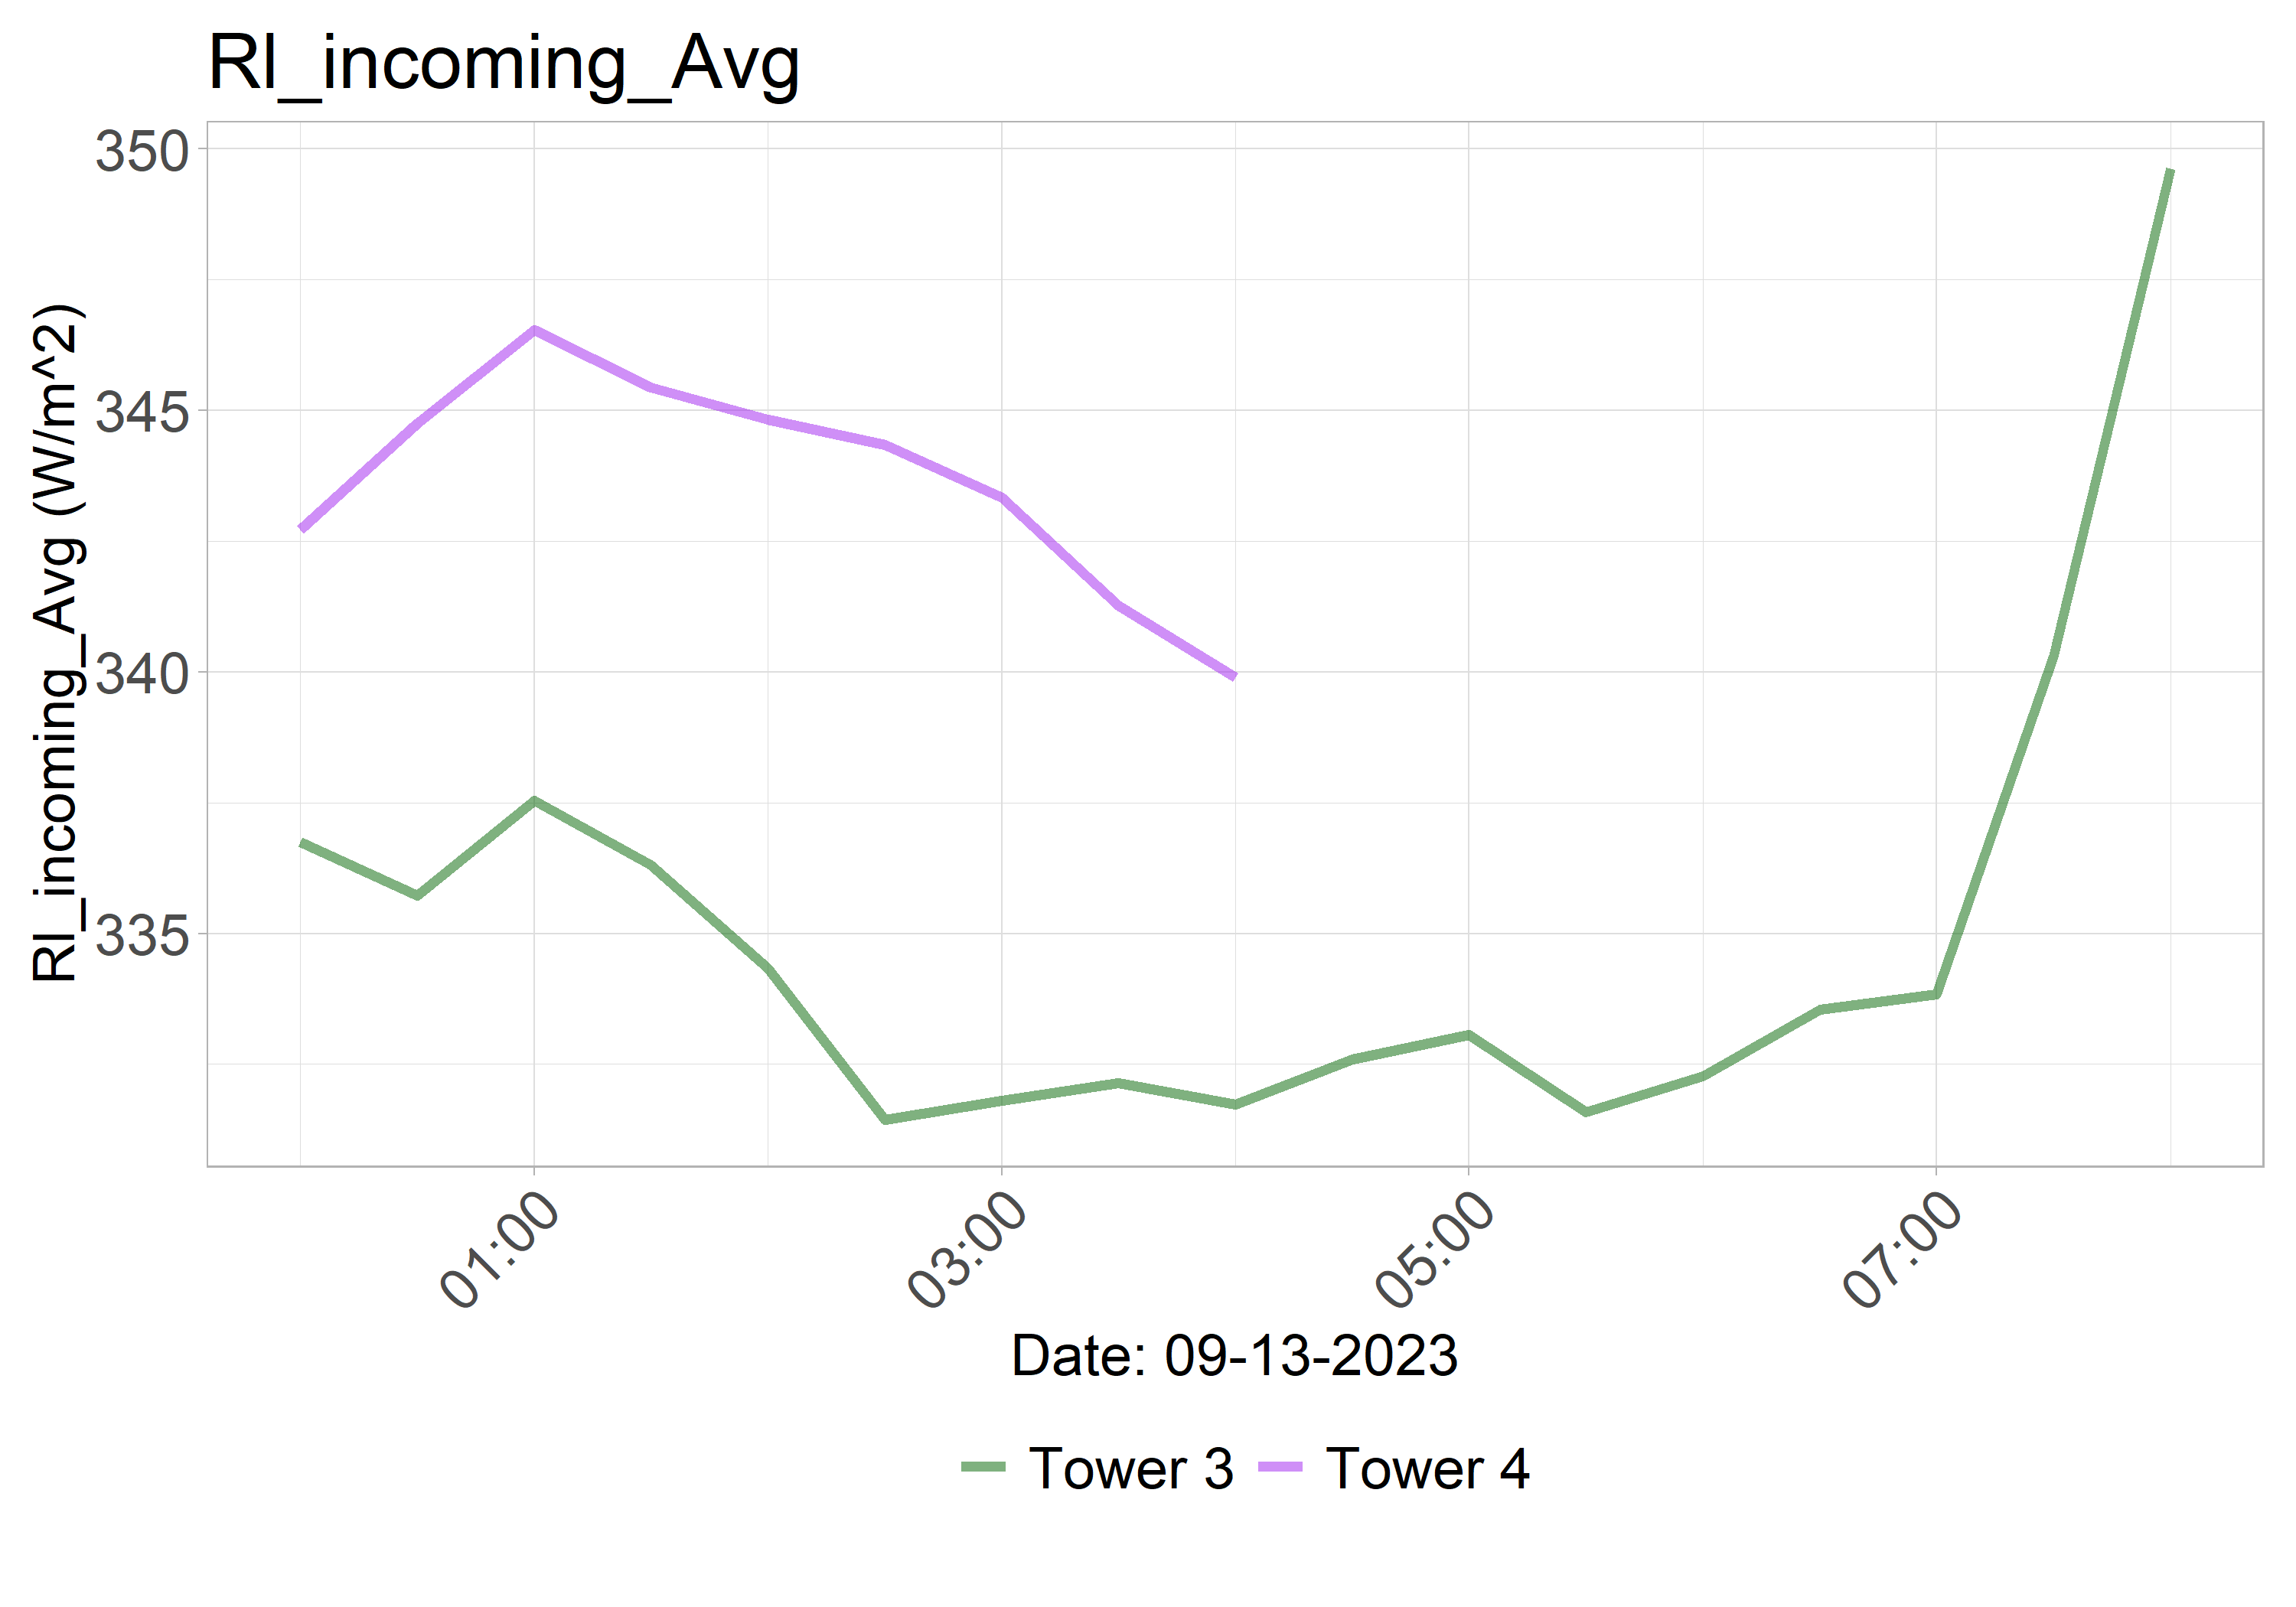 Rl_incoming_Avg
Rl_incoming_Avg (W/m^2)
350
345
340
335
01:00
03:00
05:00
07:00
Date: 09-13-2023
Tower 3
Tower 4